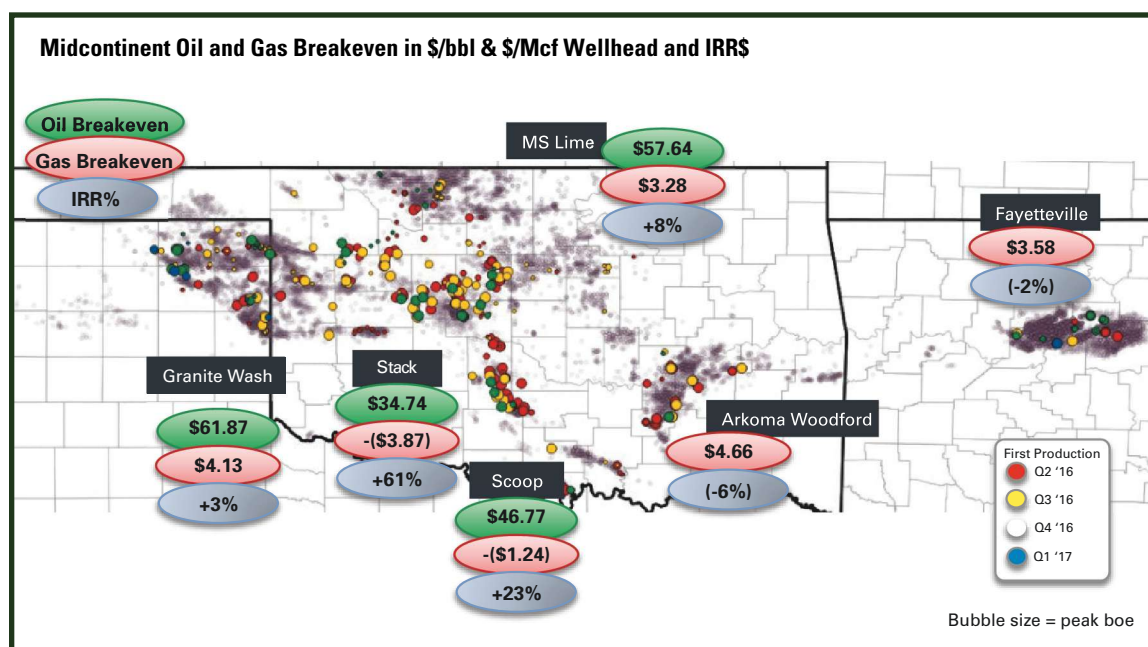 Midcontinent Oil and Gas Breakeven in $/bbl & $/Mcf Wellhead and IRR$
Oil Breakeven
Gas Breakeven
IRR%
MS Lime
$57.64
$3.28
+8%
Fayetteville
$3.58
(-2%)
Granite Wash
$61.87
$4.13
+3%
Stack
$34.74
-($3.87)
+61%
Scoop
$46.77
-($1.24)
+23%
Arkoma Woodford
$4.66
(-6%)
First Production
Q2 ‘16
Q3 ‘16
Q4 ‘16
Q1 ‘17
Bubble size = peak boe